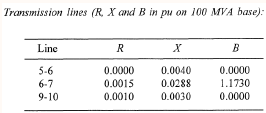 Transmission lines (R, X and B in pu on 100 MVA base):
Line R X B
5-6 0.0000 0.0040 0.0000
6-7 0.0015 0.0288 1.1730
9-10 0.0010 0.0030 0.0000